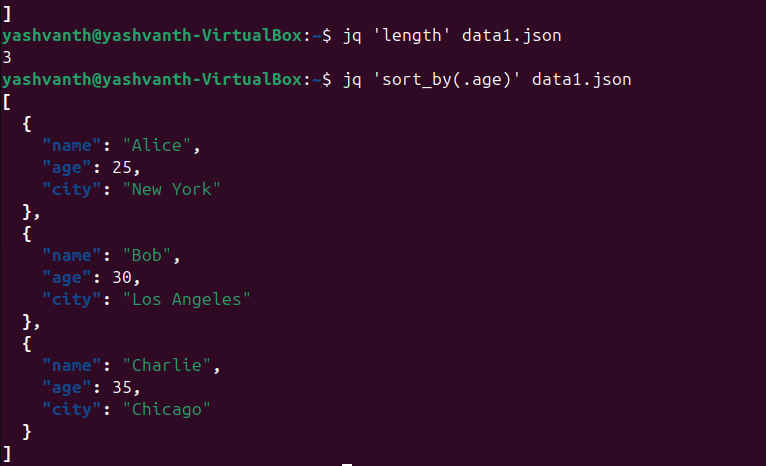 ]
yashvanth@yashvanth-VirtualBox:~$ jq 'length' data1.json
3
yashvanth@yashvanth-VirtualBox:~$ jq 'sort_by(.age)' data1.json
[
  {
    "name": "Alice",
    "age": 25,
    "city": "New York"
  },
  {
    "name": "Bob",
    "age": 30,
    "city": "Los Angeles"
  },
  {
    "name": "Charlie",
    "age": 35,
    "city": "Chicago"
  }
]